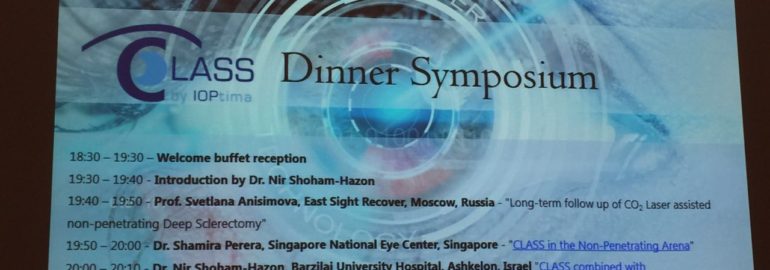 CLASS
by IOPtima
Dinner Symposium
18:30 – 19:30 – Welcome buffet reception
19:30 – 19:40 - Introduction by Dr. Nir Shoham-Hazon
19:40 – 19:50 - Prof. Svetlana Anisimova, East Sight Recover, Moscow, Russia - "Long-term follow up of CO₂ Laser assisted
non-penetrating Deep Sclerectomy"
19:50 – 20:00 - Dr. Shamira Perera, Singapore National Eye Center, Singapore - "CLASS in the Non-Penetrating Arena"
20:00 – 20:10 - Dr. Nir Shoham-Hazon, Barzilai University Hospital, Ashkelon, Israel "CLASS combined with